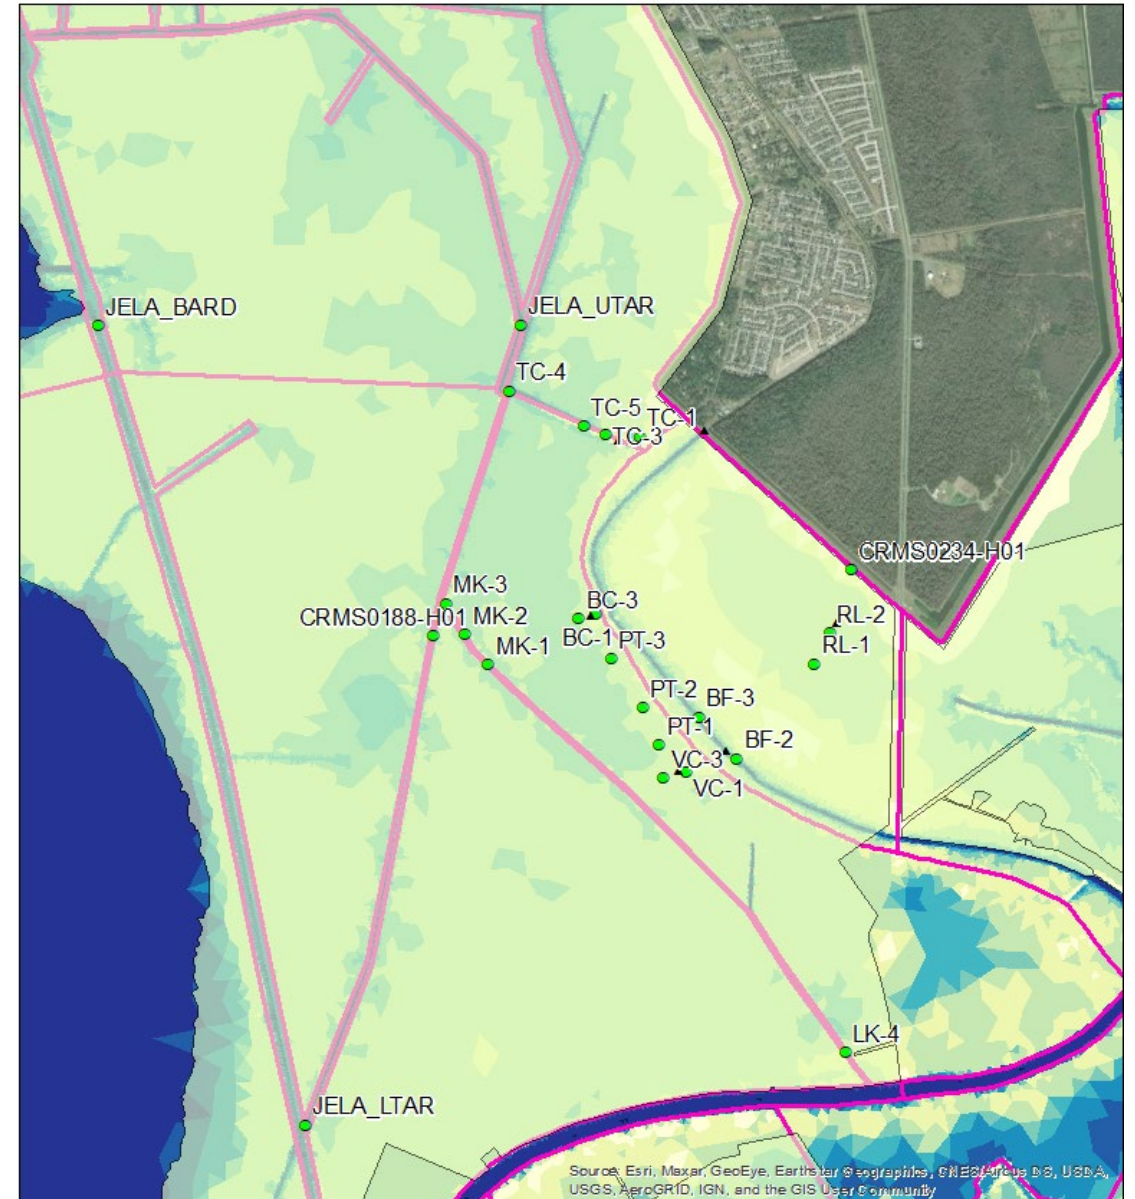 JELA_BARD
JELA_UTAR
TC-4
TC-5
TC-1
TC-3
CRMS0234-H01
MK-3
BC-3
CRMS0188-H01
MK-2
RL-2
BC-1
PT-3
RL-1
MK-1
PT-2
BF-3
PT-1
BF-2
VC-3
VC-1
LK-4
JELA_LTAR
Source: Esri, Maxar, GeoEye, Earthstar Geographics, CNES/Airbus DS, USDA,
USGS, AeroGRID, IGN, and the GIS User Community